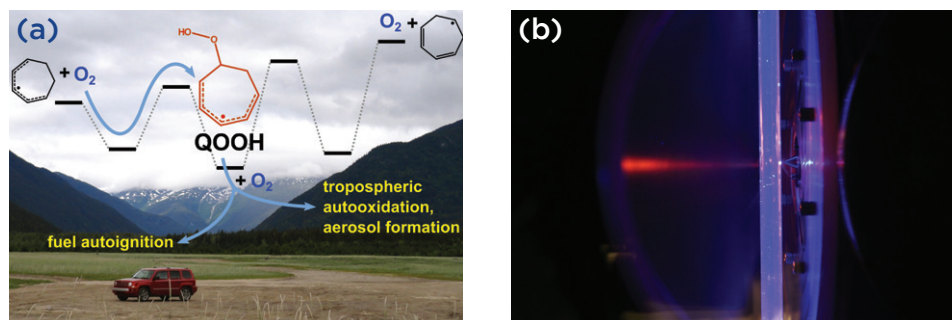 (a)
+ O₂
HO
O
O₂ +
QOOH
+ O₂
tropospheric
autooxidation,
aerosol formation
fuel autoignition
(b)